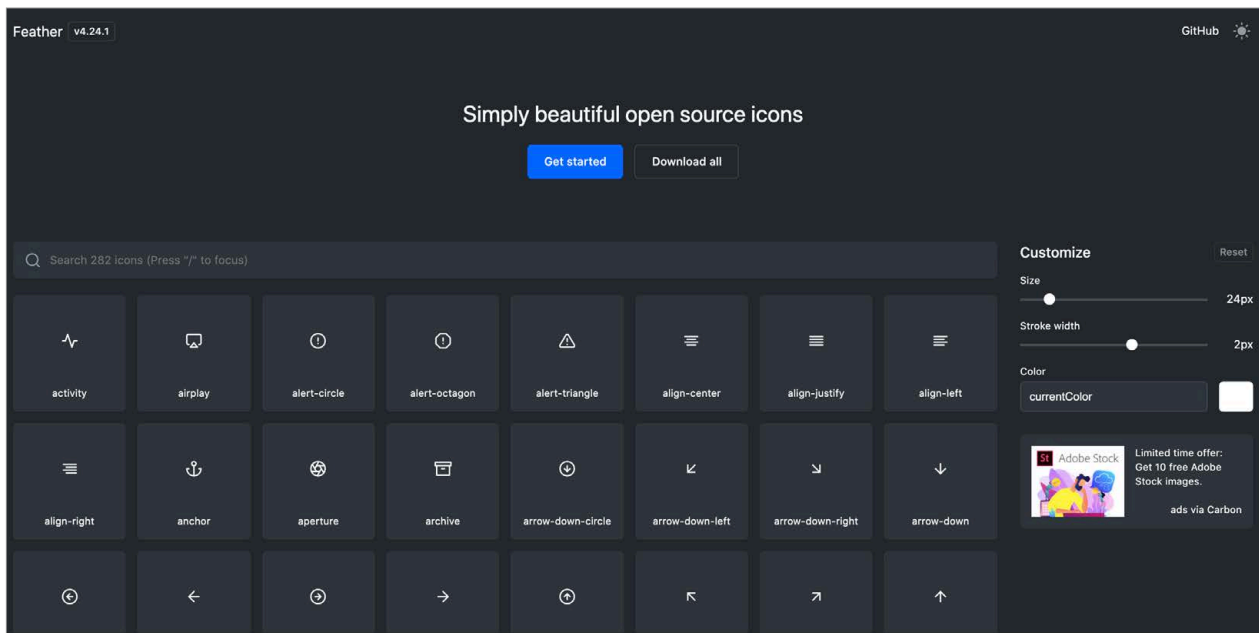 Feather v4.24.1
GitHub
Simply beautiful open source icons
Get started
Download all
Search 282 icons (Press "/" to focus)
activity
airplay
alert-circle
alert-octagon
alert-triangle
align-center
align-justify
align-left
align-right
anchor
aperture
archive
arrow-down-circle
arrow-down-left
arrow-down-right
arrow-down
Customize
Reset
Size
24px
Stroke width
2px
Color
currentColor
St Adobe Stock
Limited time offer:
Get 10 free Adobe
Stock images.
ads via Carbon